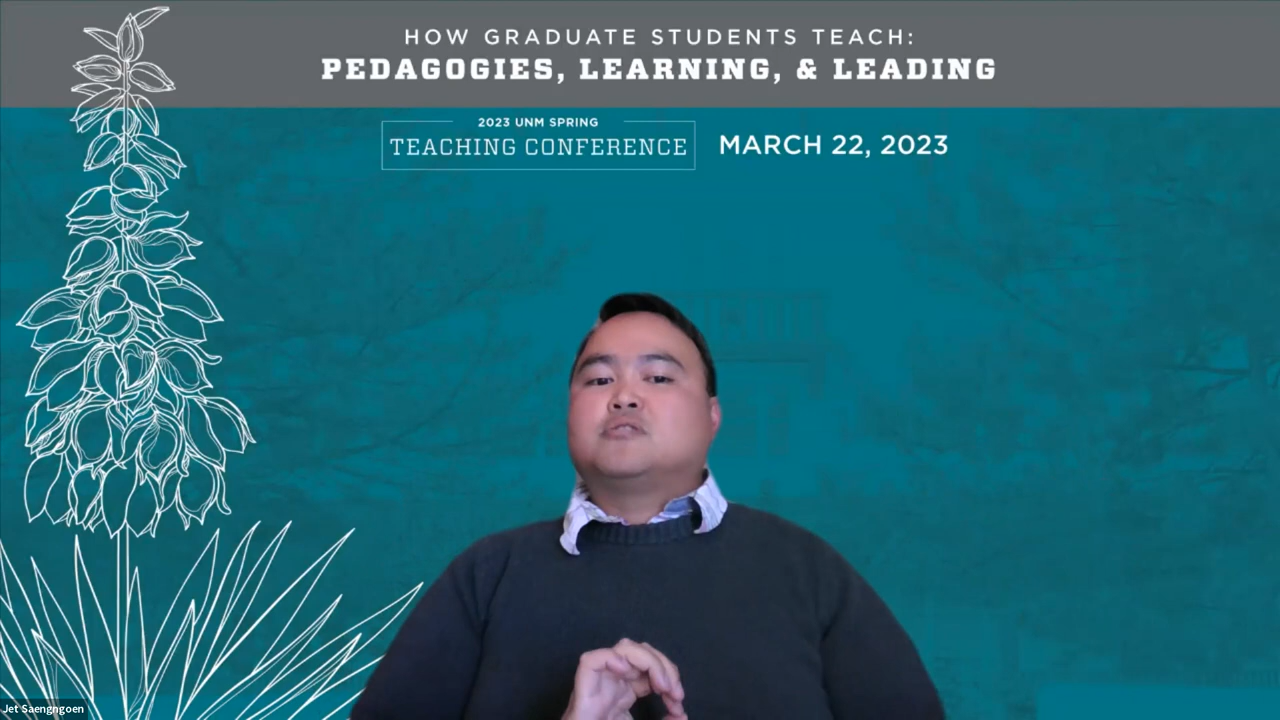 HOW GRADUATE STUDENTS TEACH:
PEDAGOGIES, LEARNING, & LEADING
2023 UNM SPRING
TEACHING CONFERENCE
MARCH 22, 2023
Jet Saengngoen